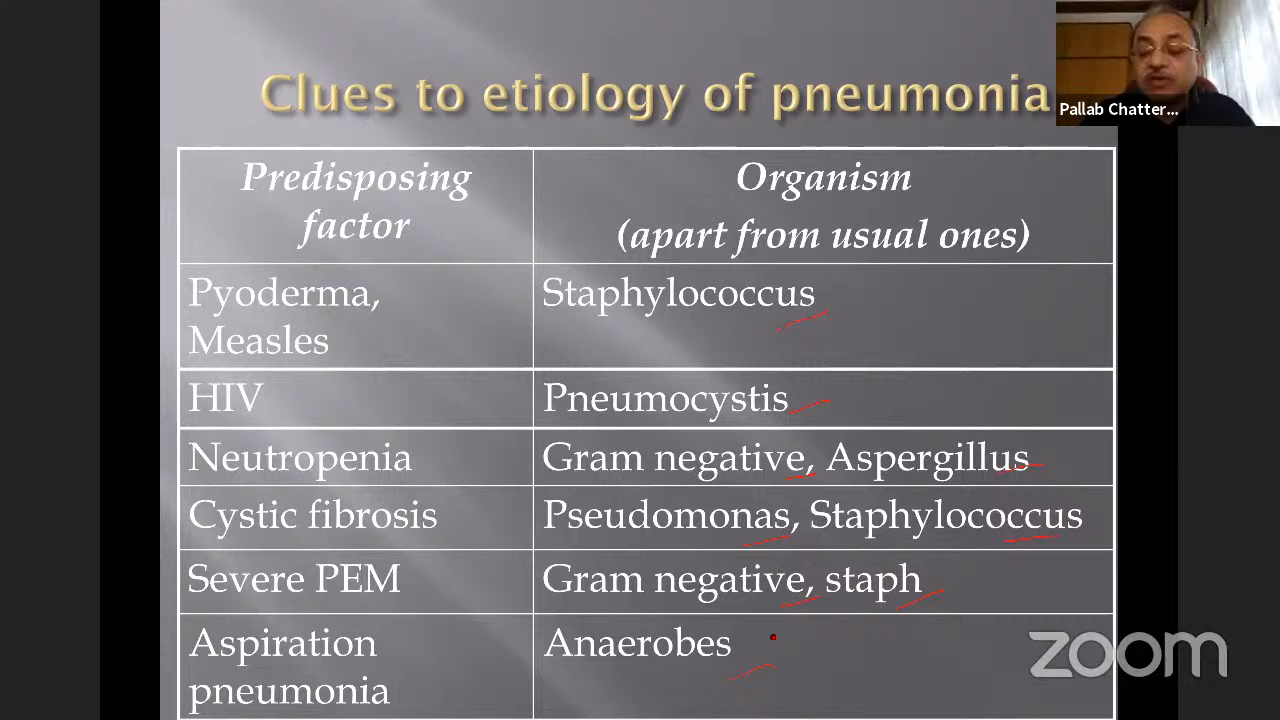 Clues to etiology of pneumonia
Pallab Chatter...
Predisposing
factor
Organism
(apart from usual ones)
Pyoderma,
Measles
Staphylococcus
HIV
Pneumocystis
Neutropenia
Gram negative, Aspergillus
Cystic fibrosis
Pseudomonas, Staphylococcus
Severe PEM
Gram negative, staph
Aspiration
pneumonia
Anaerobes
zoom